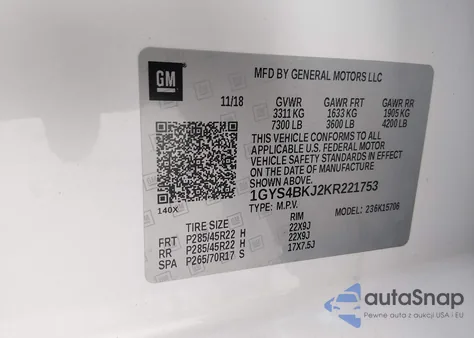 GM
MFD BY GENERAL MOTORS LLC
11/18 GVWR GAWR FRT GAWR RR
3311 KG 1633 KG 1905 KG
7300 LB 3600 LB 4200 LB
THIS VEHICLE CONFORMS TO ALL
APPLICABLE U.S. FEDERAL MOTOR
VEHICLE SAFETY STANDARDS IN EFFECT
ON THE DATE OF MANUFACTURE
SHOWN ABOVE.
1GYS4BKJ2KR221753
140X TYPE: M.P.V. MODEL: 236K15706
TIRE SIZE RIM
FRT P285/45R22 H 22X9J
RR P285/45R22 H 22X9J
SPA P265/70R17 S 17X7.5J
autoSnap
Pewne auta z aukcji USA i EU